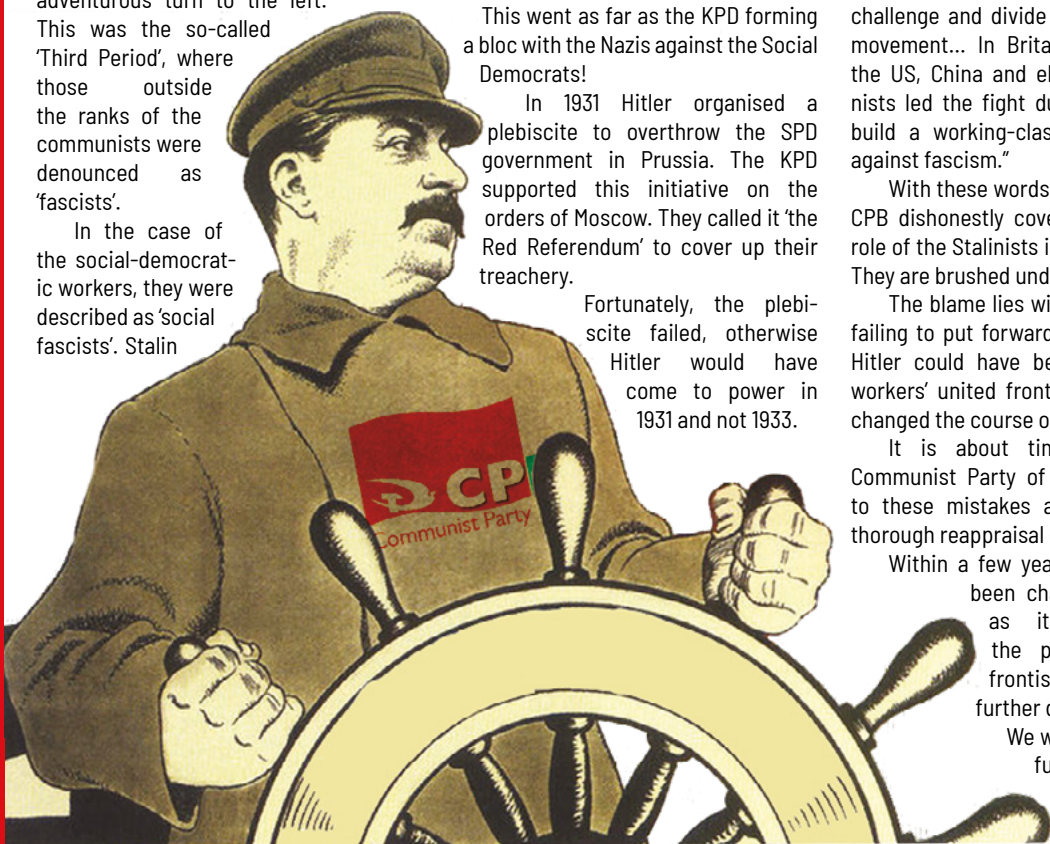 adventurous turn to the left.
This was the so-called
‘Third Period’, where
those outside
the ranks of the
communists were
denounced as
‘fascists’.
In the case of
the social-democrat-
ic workers, they were
described as ‘social
fascists’. Stalin
This went as far as the KPD forming
a bloc with the Nazis against the Social
Democrats!
In 1931 Hitler organised a
plebiscite to overthrow the SPD
government in Prussia. The KPD
supported this initiative on the
orders of Moscow. They called it ‘the
Red Referendum’ to cover up their
treachery.
Fortunately, the plebi-
scite failed, otherwise
Hitler would have
come to power in
1931 and not 1933.
challenge and divide
movement... In Brita
the US, China and el
nists led the fight du
build a working-clas
against fascism.”
With these words
CPB dishonestly cove
role of the Stalinists i
They are brushed und
The blame lies wi
failing to put forward
Hitler could have be
workers’ united front
changed the course o
It is about tim
Communist Party of
to these mistakes a
thorough reappraisal
Within a few yea
been cha
as it
the p
frontis
further c
We w
fu
CP
Communist Party